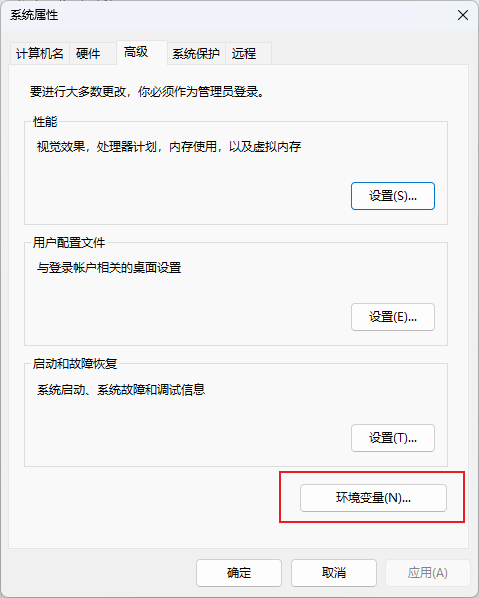 系统属性
计算机名 硬件 高级 系统保护 远程
要进行大多数更改，你必须作为管理员登录。
性能
视觉效果，处理器计划，内存使用，以及虚拟内存
设置(S)...
用户配置文件
与登录帐户相关的桌面设置
设置(E)...
启动和故障恢复
系统启动、系统故障和调试信息
设置(T)...
环境变量(N)...
确定 取消 应用(A)